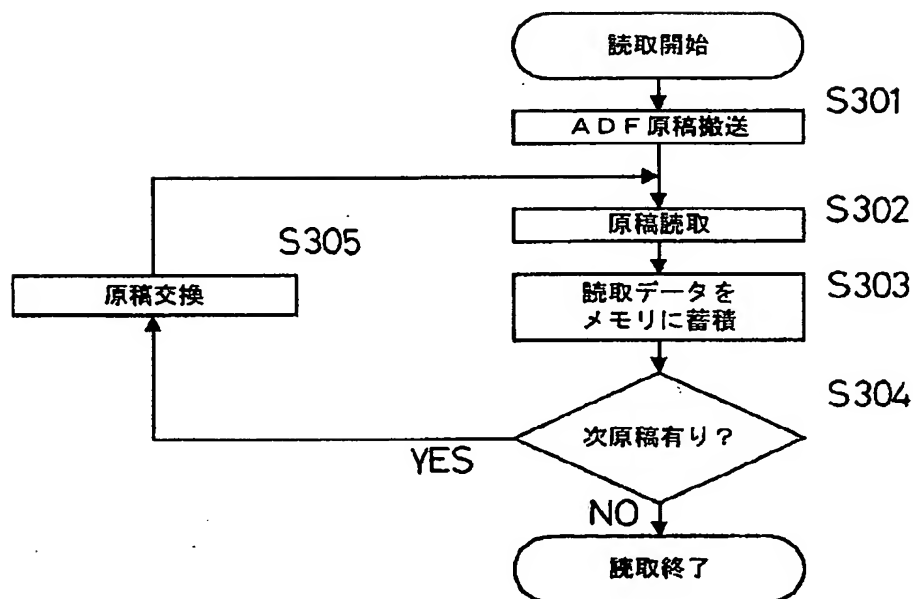 読取開始
S301
ADF原稿搬送
S302
原稿読取
S305
原稿交換
S303
読取データを
メモリに蓄積
S304
次原稿有り?
YES
NO
読取終了